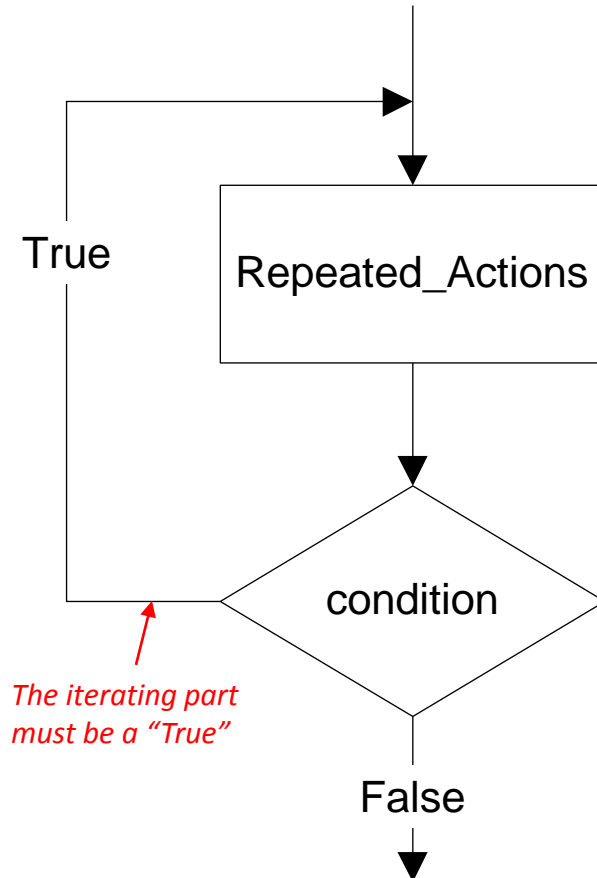 True
Repeated_Actions
condition
The iterating part
must be a “True”
False